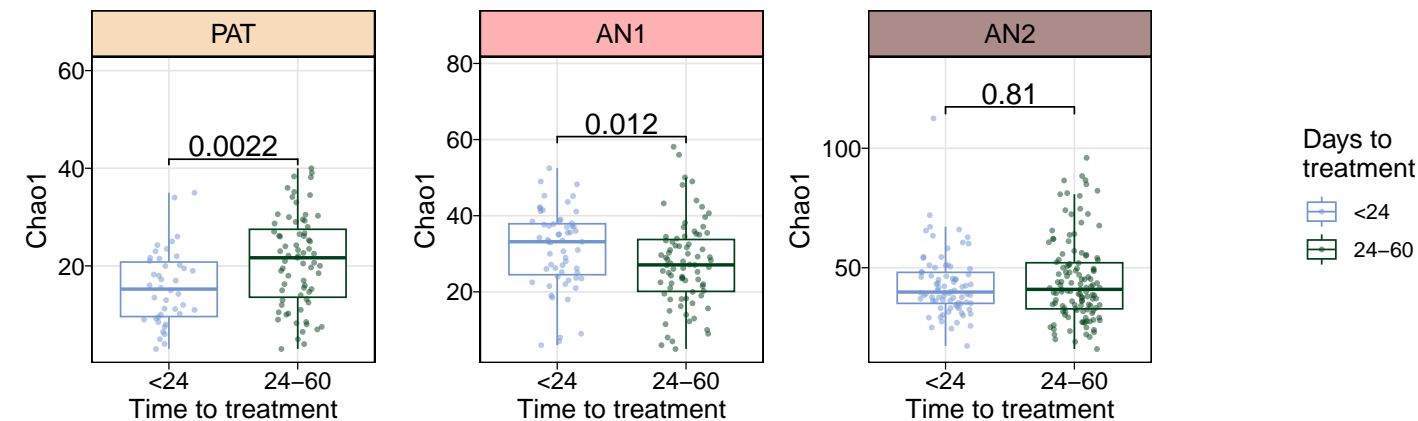 PAT
Chao1
60
40
20
0.0022
<24
24–60
Time to treatment
AN1
Chao1
80
60
40
20
0.012
<24
24–60
Time to treatment
AN2
Chao1
100
50
0.81
<24
24–60
Time to treatment
Days to
treatment
<24
24–60